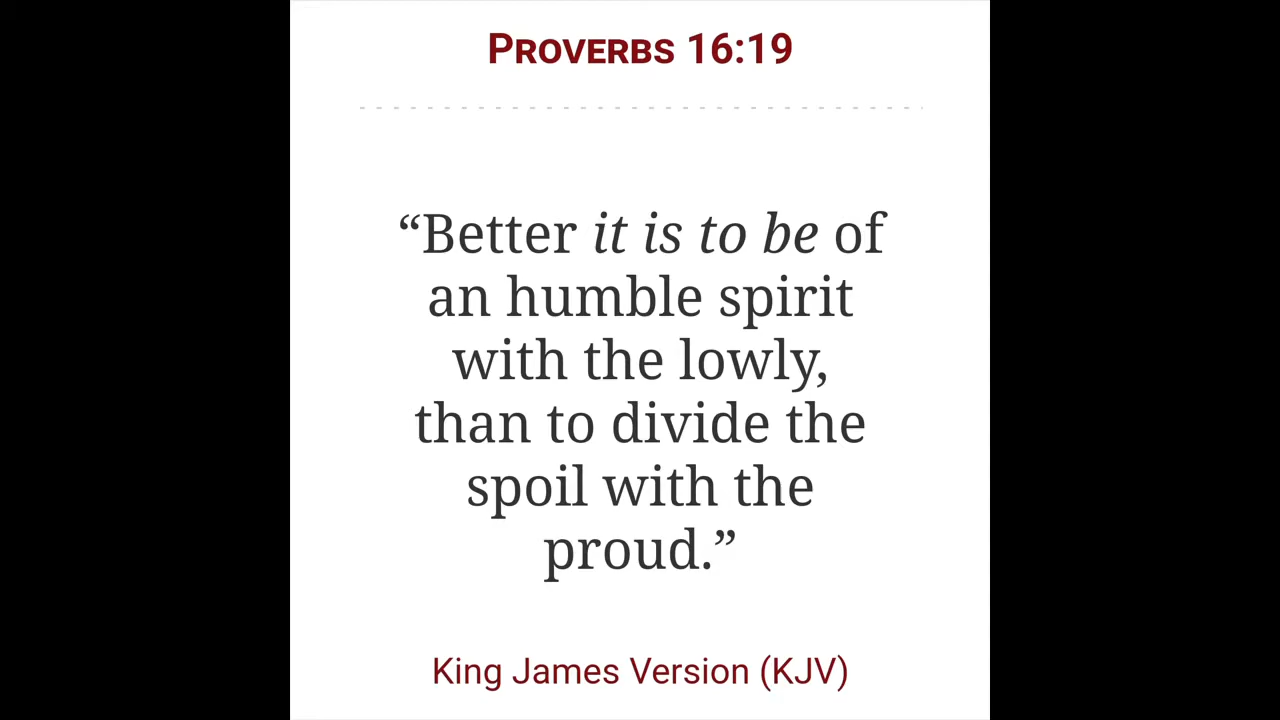 PROVERBS 16:19
“Better it is to be of
an humble spirit
with the lowly,
than to divide the
spoil with the
proud.”
King James Version (KJV)